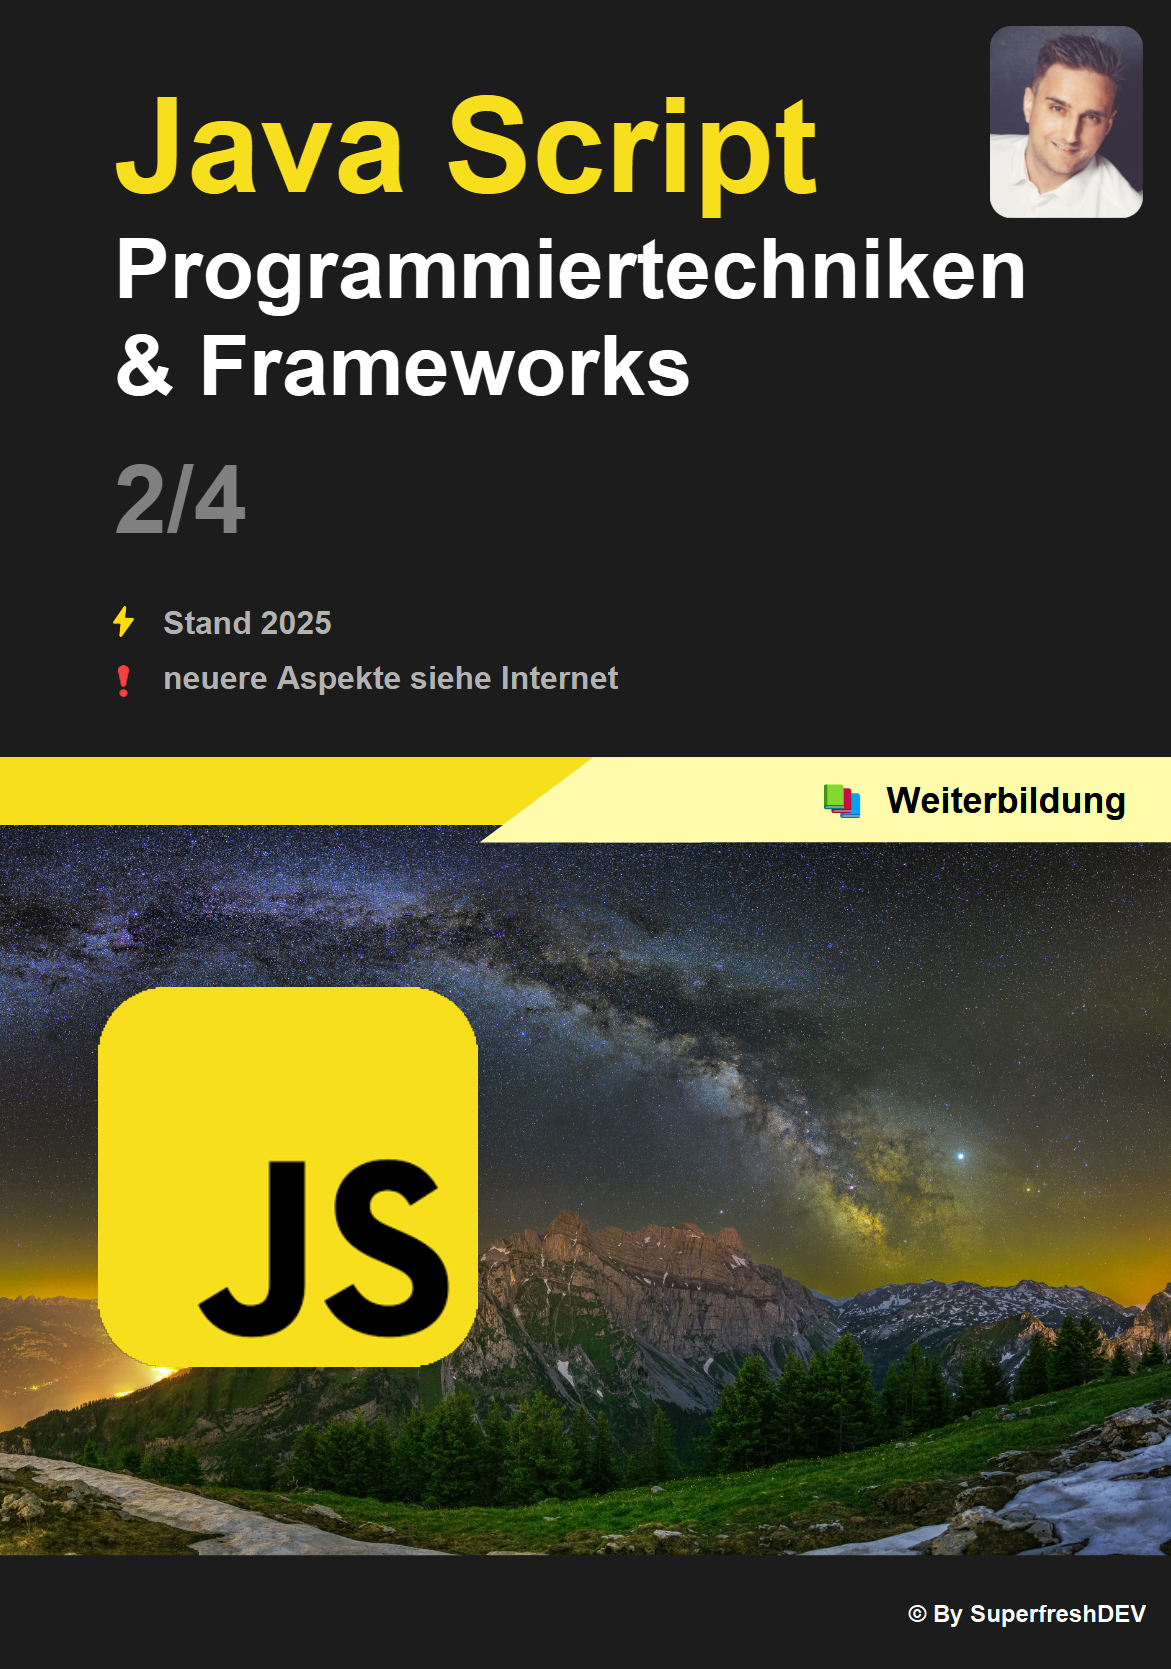 Java Script
Programmiertechniken
& Frameworks
2/4
Stand 2025
neuere Aspekte siehe Internet
Weiterbildung
JS
© By SuperfreshDEV